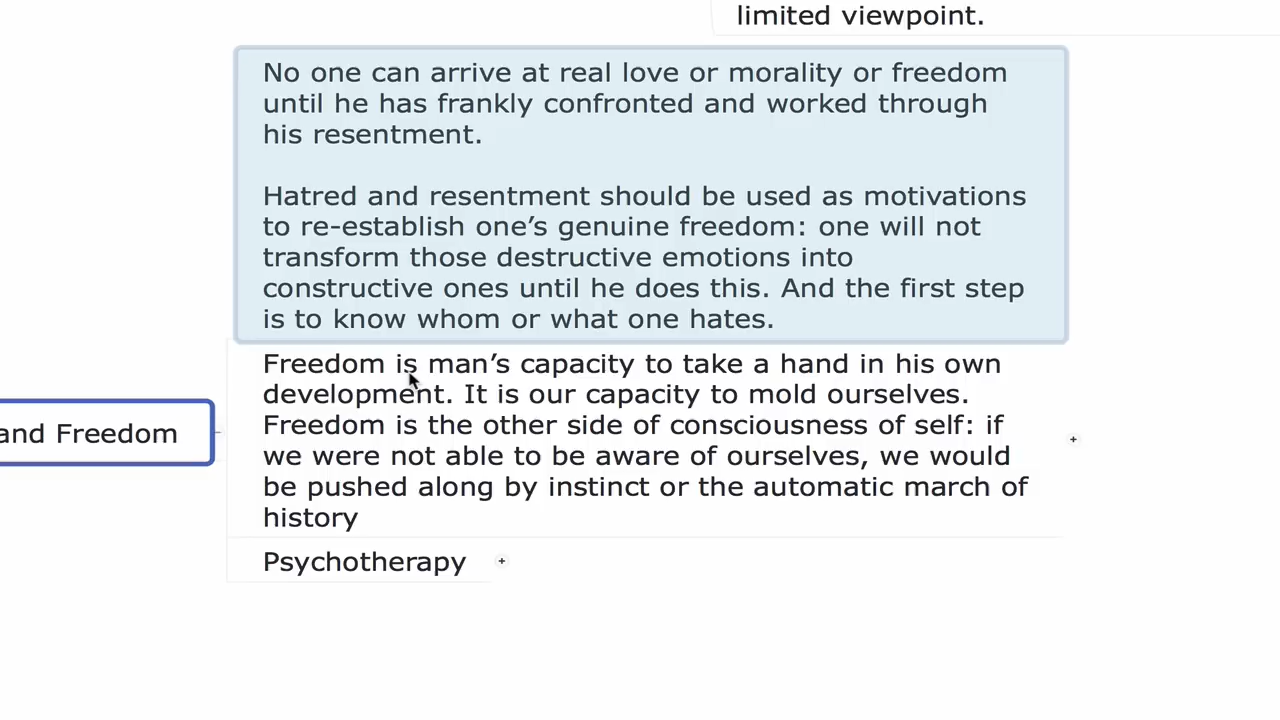 limited viewpoint.
No one can arrive at real love or morality or freedom
until he has frankly confronted and worked through
his resentment.
Hatred and resentment should be used as motivations
to re-establish one’s genuine freedom: one will not
transform those destructive emotions into
constructive ones until he does this. And the first step
is to know whom or what one hates.
Freedom is man’s capacity to take a hand in his own
development. It is our capacity to mold ourselves.
Freedom is the other side of consciousness of self: if
we were not able to be aware of ourselves, we would
be pushed along by instinct or the automatic march of
history
and Freedom
Psychotherapy